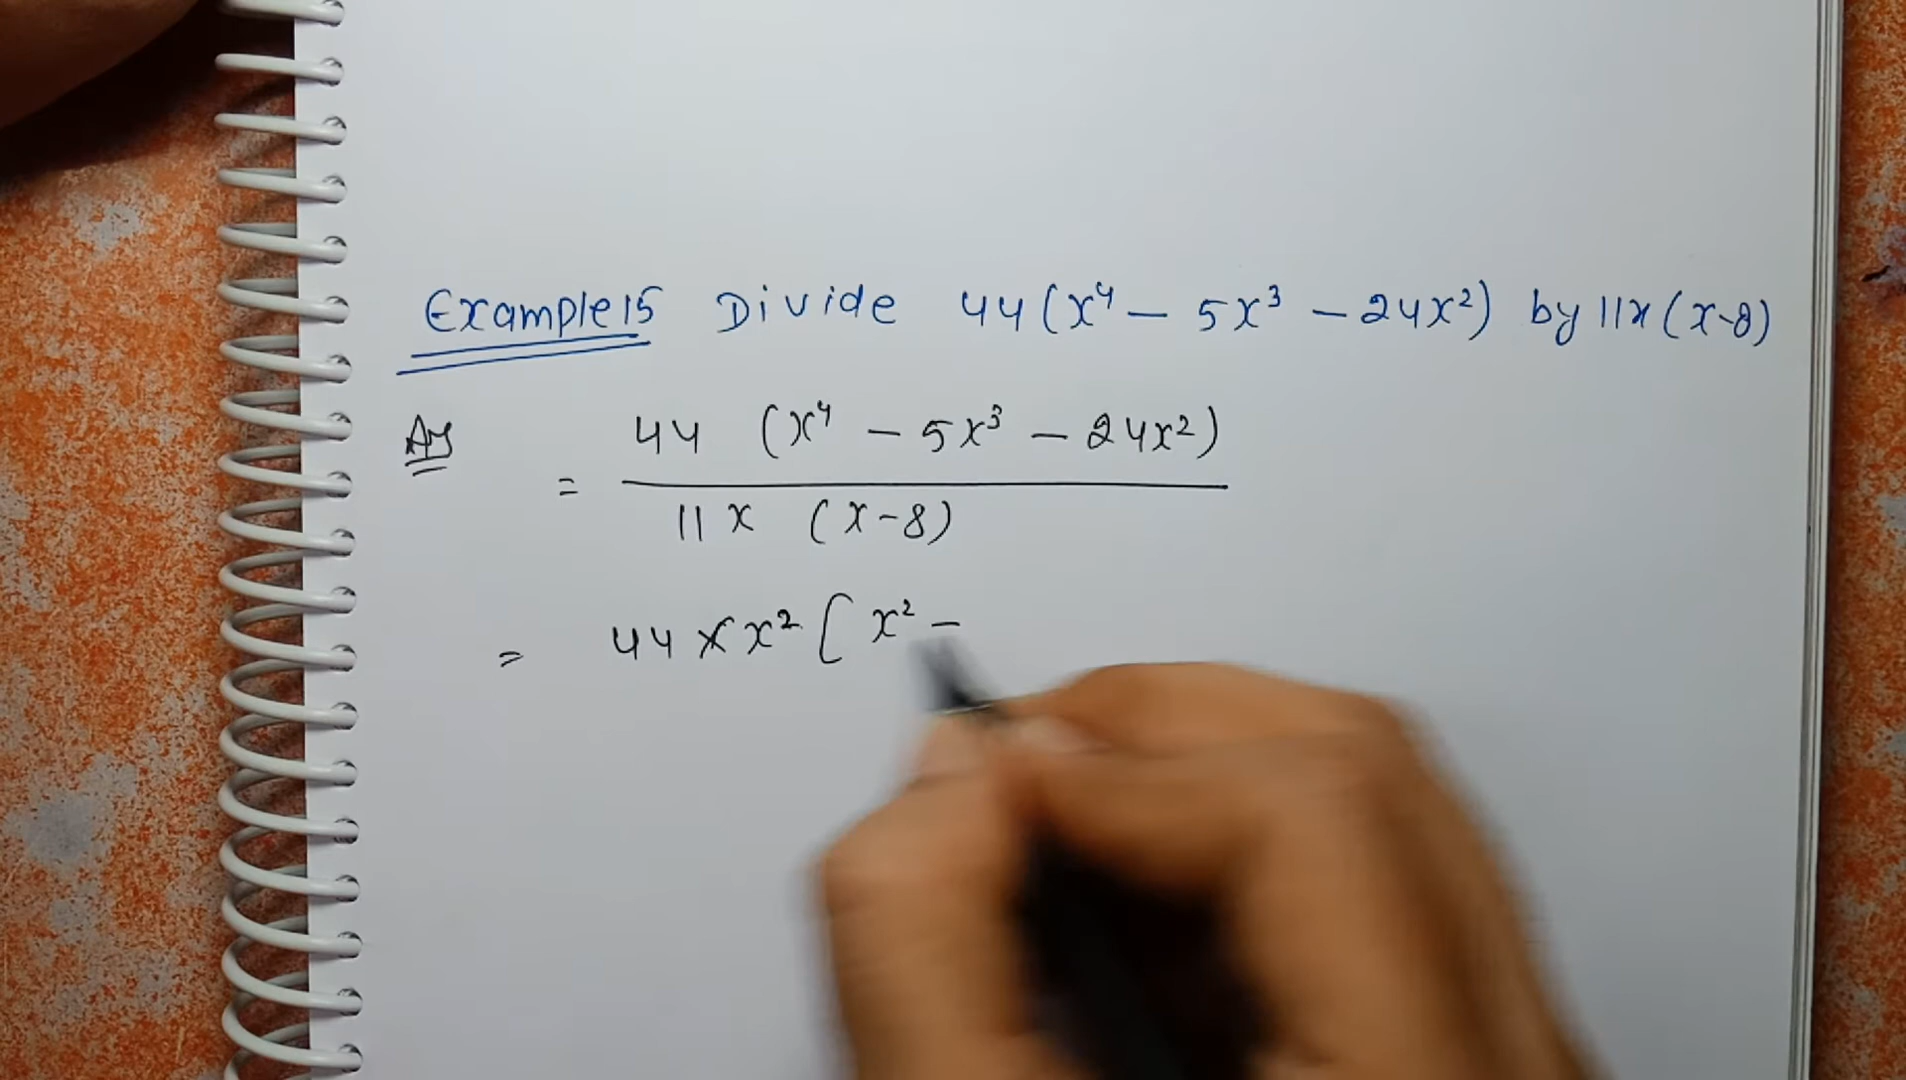 Example 15 Divide 44(x⁴ – 5x³ – 24x²) by 11x(x-8)
Ans
44 (x⁴ – 5x³ – 24x²)
=
11x (x-8)
= 44 × x² [ x² –